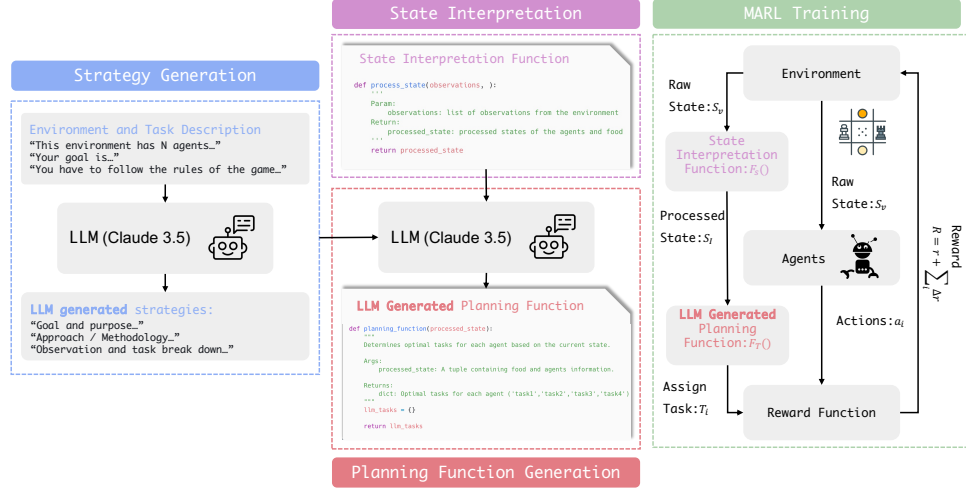 Strategy Generation
Environment and Task Description
“This environment has N agents…”
“Your goal is…”
“You have to follow the rules of the game…”
LLM (Claude 3.5)
LLM generated strategies:
“Goal and purpose…”
“Approach / Methodology…”
“Observation and task break down…”
State Interpretation
State Interpretation Function
def process_state(observations, ):
'''
Param:
observations: list of observations from the environment
Return:
processed_state: processed states of the agents and food
'''
return processed_state
LLM (Claude 3.5)
LLM Generated Planning Function
def planning_function(processed_state):
"""
Determines optimal tasks for each agent based on the current state.
Args:
processed_state: A tuple containing food and agents information.
Returns:
dict: Optimal tasks for each agent ('task1','task2','task3','task4')
"""
llm_tasks = {}
return llm_tasks
Planning Function Generation
MARL Training
Environment
Raw
State:S_v
State
Interpretation
Function:F_s()
Processed
State:S_I
LLM Generated
Planning
Function:F_T()
Assign
Task:T_i
Raw
State:S_v
Agents
Actions:a_i
Reward Function
Reward
R = r + ∑_i Δr